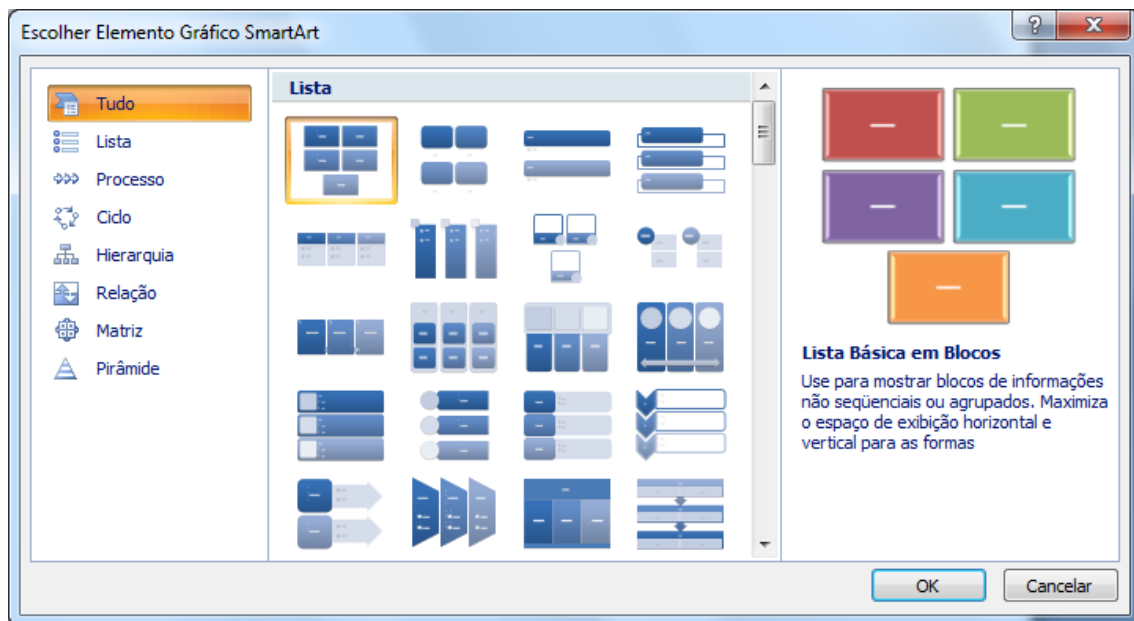 Escolher Elemento Gráfico SmartArt
Tudo
Lista
Processo
Ciclo
Hierarquia
Relação
Matriz
Pirâmide
Lista
Lista Básica em Blocos
Use para mostrar blocos de informações
não seqüenciais ou agrupados. Maximiza
o espaço de exibição horizontal e
vertical para as formas
OK
Cancelar